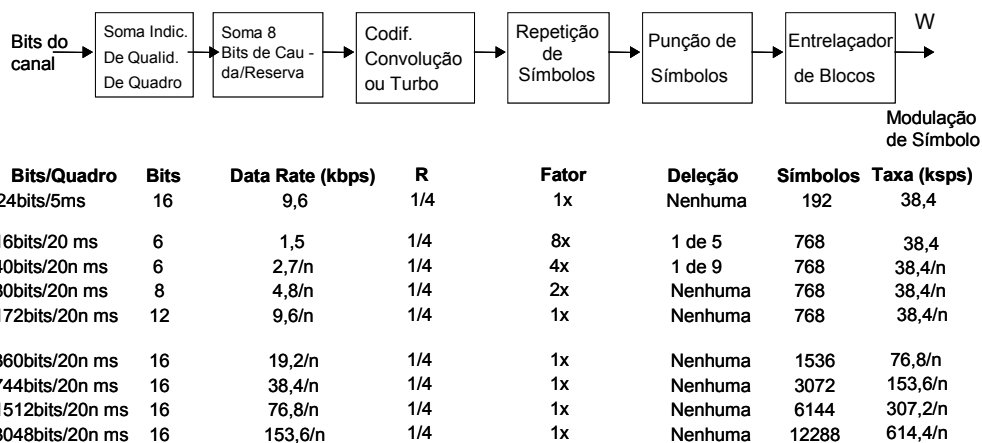 Bits do canal
Soma Indic. De Qualid. De Quadro
Soma 8 Bits de Cau - da/Reserva
Codif. Convolução ou Turbo
Repetição de Símbolos
Punção de Símbolos
Entrelaçador de Blocos
W
Modulação de Símbolo
Bits/Quadro Bits Data Rate (kbps) R Fator Deleção Símbolos Taxa (ksps)
24bits/5ms 16 9,6 1/4 1x Nenhuma 192 38,4
16bits/20 ms 6 1,5 1/4 8x 1 de 5 768 38,4
40bits/20n ms 6 2,7/n 1/4 4x 1 de 9 768 38,4/n
80bits/20n ms 8 4,8/n 1/4 2x Nenhuma 768 38,4/n
172bits/20n ms 12 9,6/n 1/4 1x Nenhuma 768 38,4/n
360bits/20n ms 16 19,2/n 1/4 1x Nenhuma 1536 76,8/n
744bits/20n ms 16 38,4/n 1/4 1x Nenhuma 3072 153,6/n
1512bits/20n ms 16 76,8/n 1/4 1x Nenhuma 6144 307,2/n
3048bits/20n ms 16 153,6/n 1/4 1x Nenhuma 12288 614,4/n